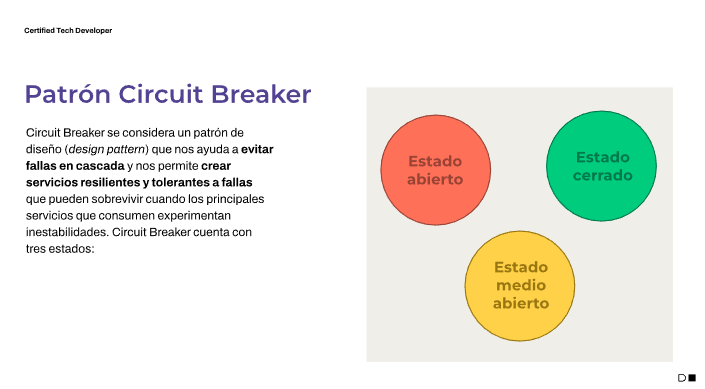 Certified Tech Developer
Patrón Circuit Breaker
Circuit Breaker se considera un patrón de
diseño (design pattern) que nos ayuda a evitar
fallas en cascada y nos permite crear
servicios resilientes y tolerantes a fallas
que pueden sobrevivir cuando los principales
servicios que consumen experimentan
inestabilidades. Circuit Breaker cuenta con
tres estados:
Estado
abierto
Estado
cerrado
Estado
medio
abierto
D